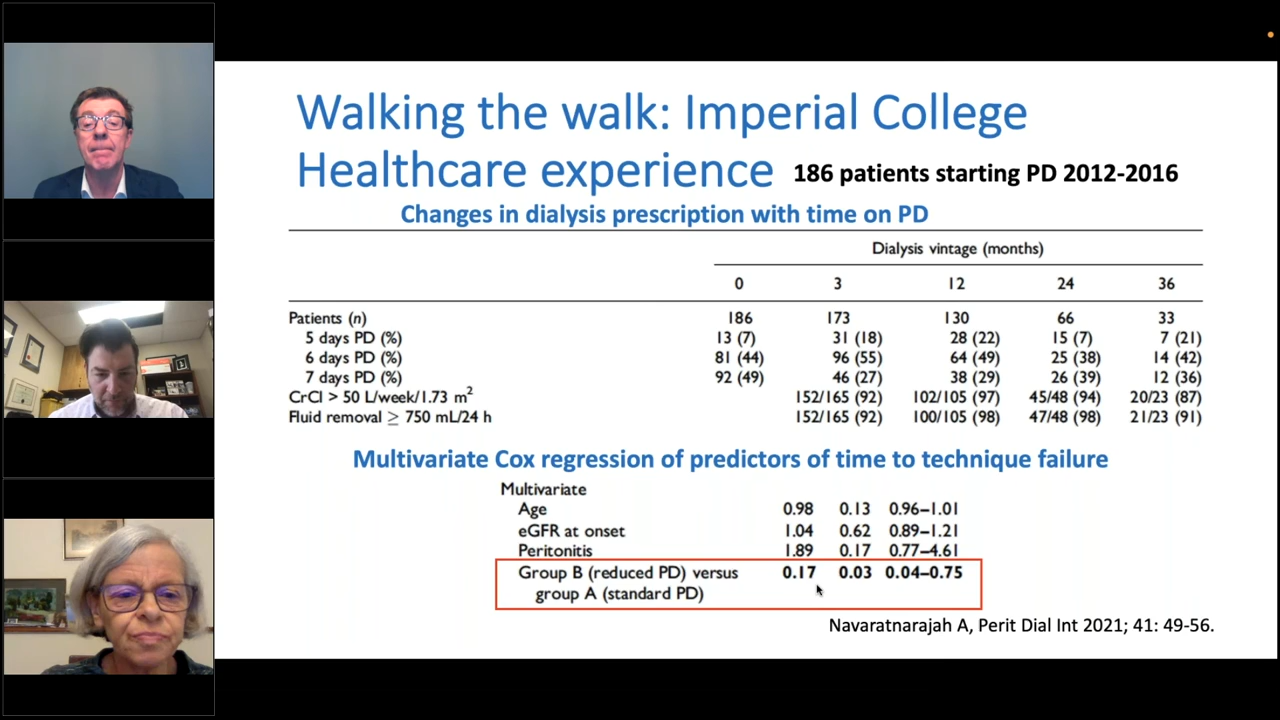 Walking the walk: Imperial College
Healthcare experience 186 patients starting PD 2012-2016
Changes in dialysis prescription with time on PD
Dialysis vintage (months)
0 3 12 24 36
Patients (n) 186 173 130 66 33
5 days PD (%) 13 (7) 31 (18) 28 (22) 15 (7) 7 (21)
6 days PD (%) 81 (44) 96 (55) 64 (49) 25 (38) 14 (42)
7 days PD (%) 92 (49) 46 (27) 38 (29) 26 (39) 12 (36)
CrCl > 50 L/week/1.73 m² 152/165 (92) 102/105 (97) 45/48 (94) 20/23 (87)
Fluid removal ≥ 750 mL/24 h 152/165 (92) 100/105 (98) 47/48 (98) 21/23 (91)
Multivariate Cox regression of predictors of time to technique failure
Multivariate
Age 0.98 0.13 0.96–1.01
eGFR at onset 1.04 0.62 0.89–1.21
Peritonitis 1.89 0.17 0.77–4.61
Group B (reduced PD) versus 0.17 0.03 0.04–0.75
group A (standard PD)
Navaratnarajah A, Perit Dial Int 2021; 41: 49-56.